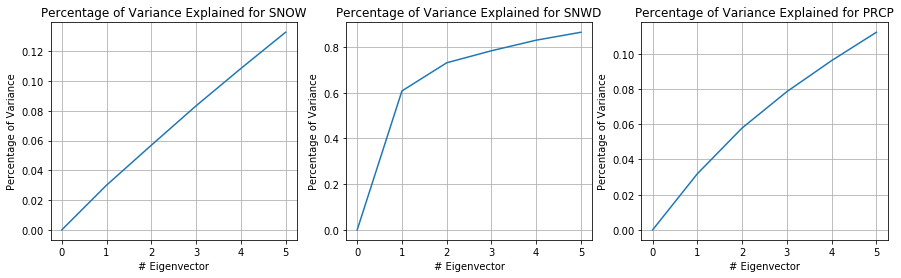 Percentage of Variance Explained for SNOW
Percentage of Variance
0.12
0.10
0.08
0.06
0.04
0.02
0.00
0 1 2 3 4 5
# Eigenvector
Percentage of Variance Explained for SNWD
Percentage of Variance
0.8
0.6
0.4
0.2
0.0
0 1 2 3 4 5
# Eigenvector
Percentage of Variance Explained for PRCP
Percentage of Variance
0.10
0.08
0.06
0.04
0.02
0.00
0 1 2 3 4 5
# Eigenvector